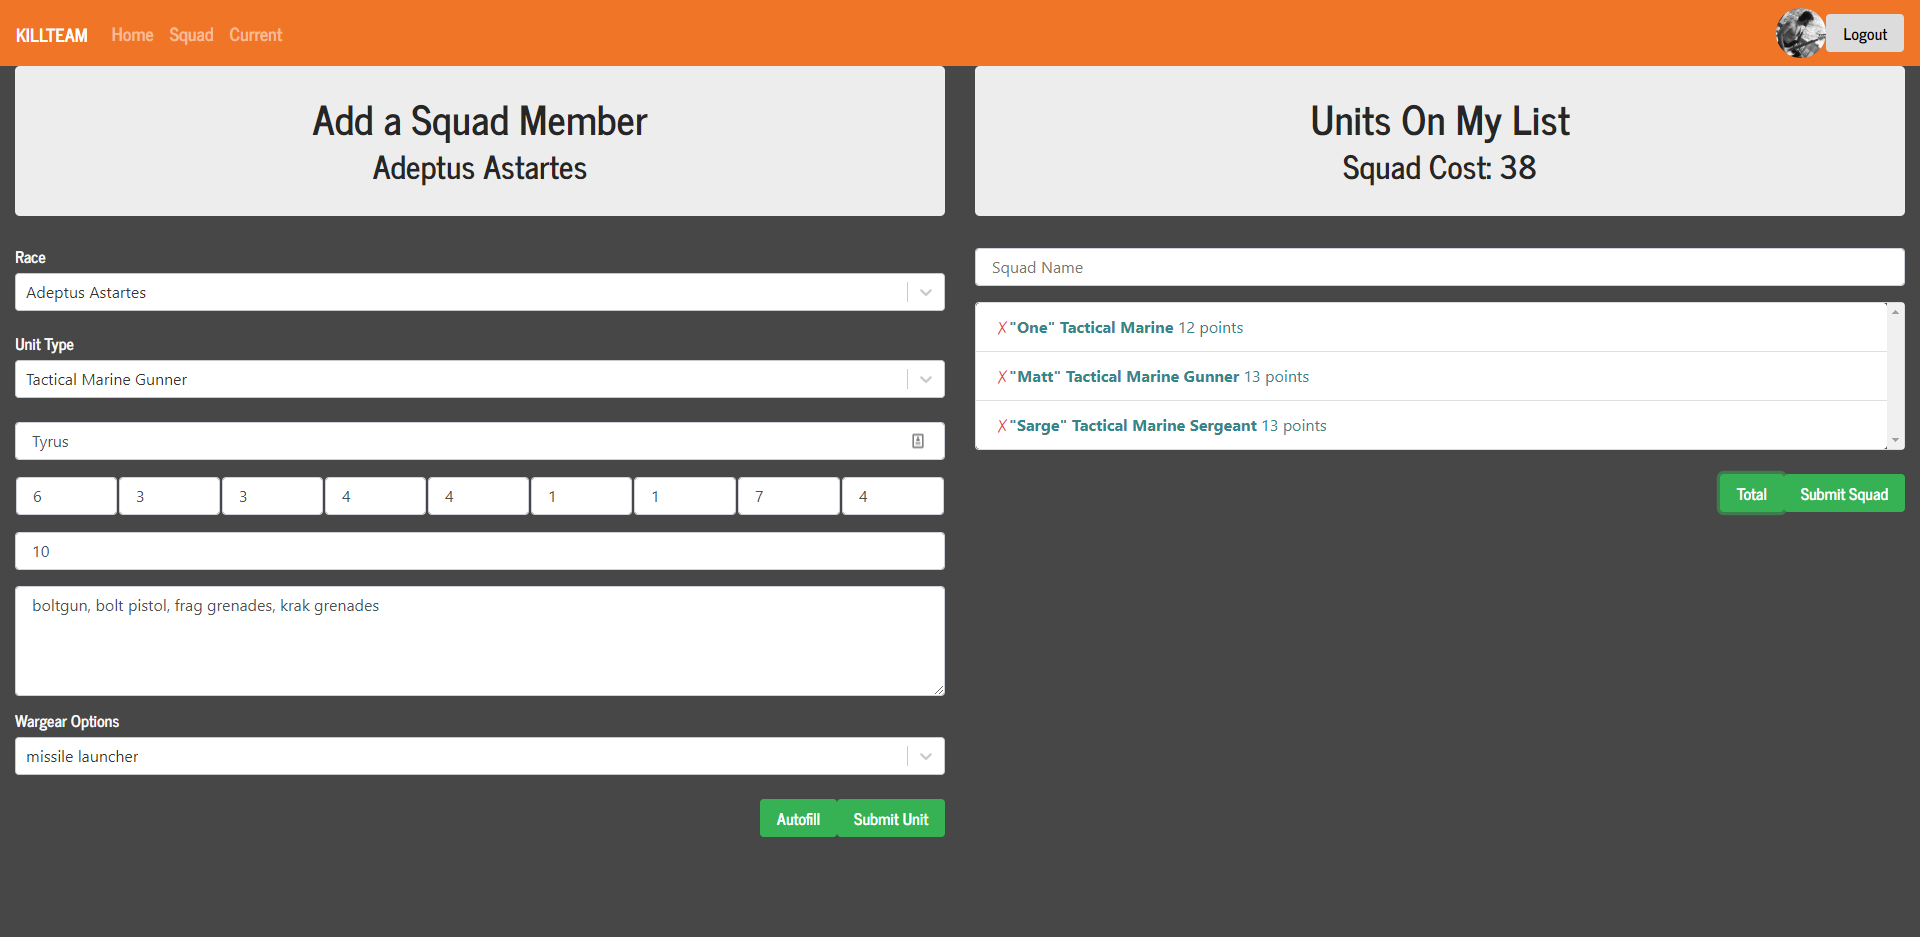 KILLTEAM Home Squad Current Logout
Add a Squad Member
Adeptus Astartes
Race
Adeptus Astartes
Unit Type
Tactical Marine Gunner
Tyrus
6 3 3 4 4 1 1 7 4
10
boltgun, bolt pistol, frag grenades, krak grenades
Wargear Options
missile launcher
Autofill Submit Unit
Units On My List
Squad Cost: 38
Squad Name
✗"One" Tactical Marine 12 points
✗"Matt" Tactical Marine Gunner 13 points
✗"Sarge" Tactical Marine Sergeant 13 points
Total Submit Squad